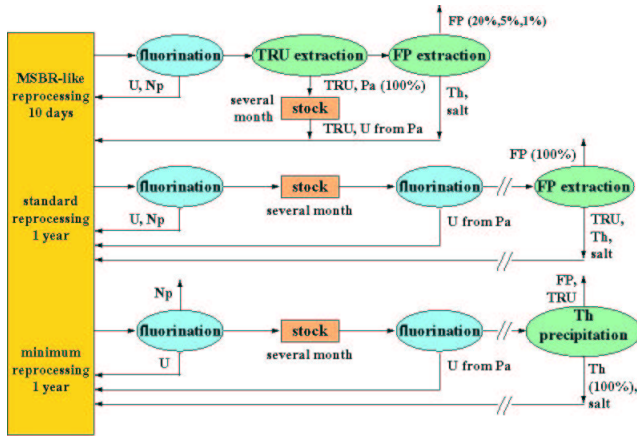 FP (20%,5%,1%)
fluorination
TRU extraction
FP extraction
U, Np
TRU, Pa (100%)
Th,
salt
MSBR-like
reprocessing
10 days
several
month
stock
TRU, U from Pa
FP (100%)
fluorination
stock
fluorination
FP extraction
standard
reprocessing
1 year
U, Np
several month
U from Pa
TRU,
Th,
salt
Np
FP,
TRU
fluorination
stock
fluorination
Th
precipitation
minimum
reprocessing
1 year
U
several month
U from Pa
Th
(100%),
salt